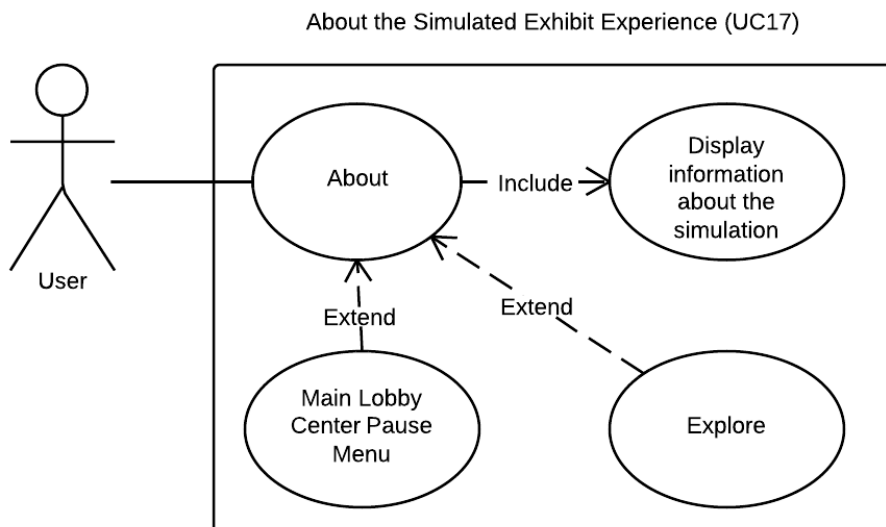 About the Simulated Exhibit Experience (UC17)
About
Include
Display
information
about the
simulation
User
Extend
Extend
Main Lobby
Center Pause
Menu
Explore